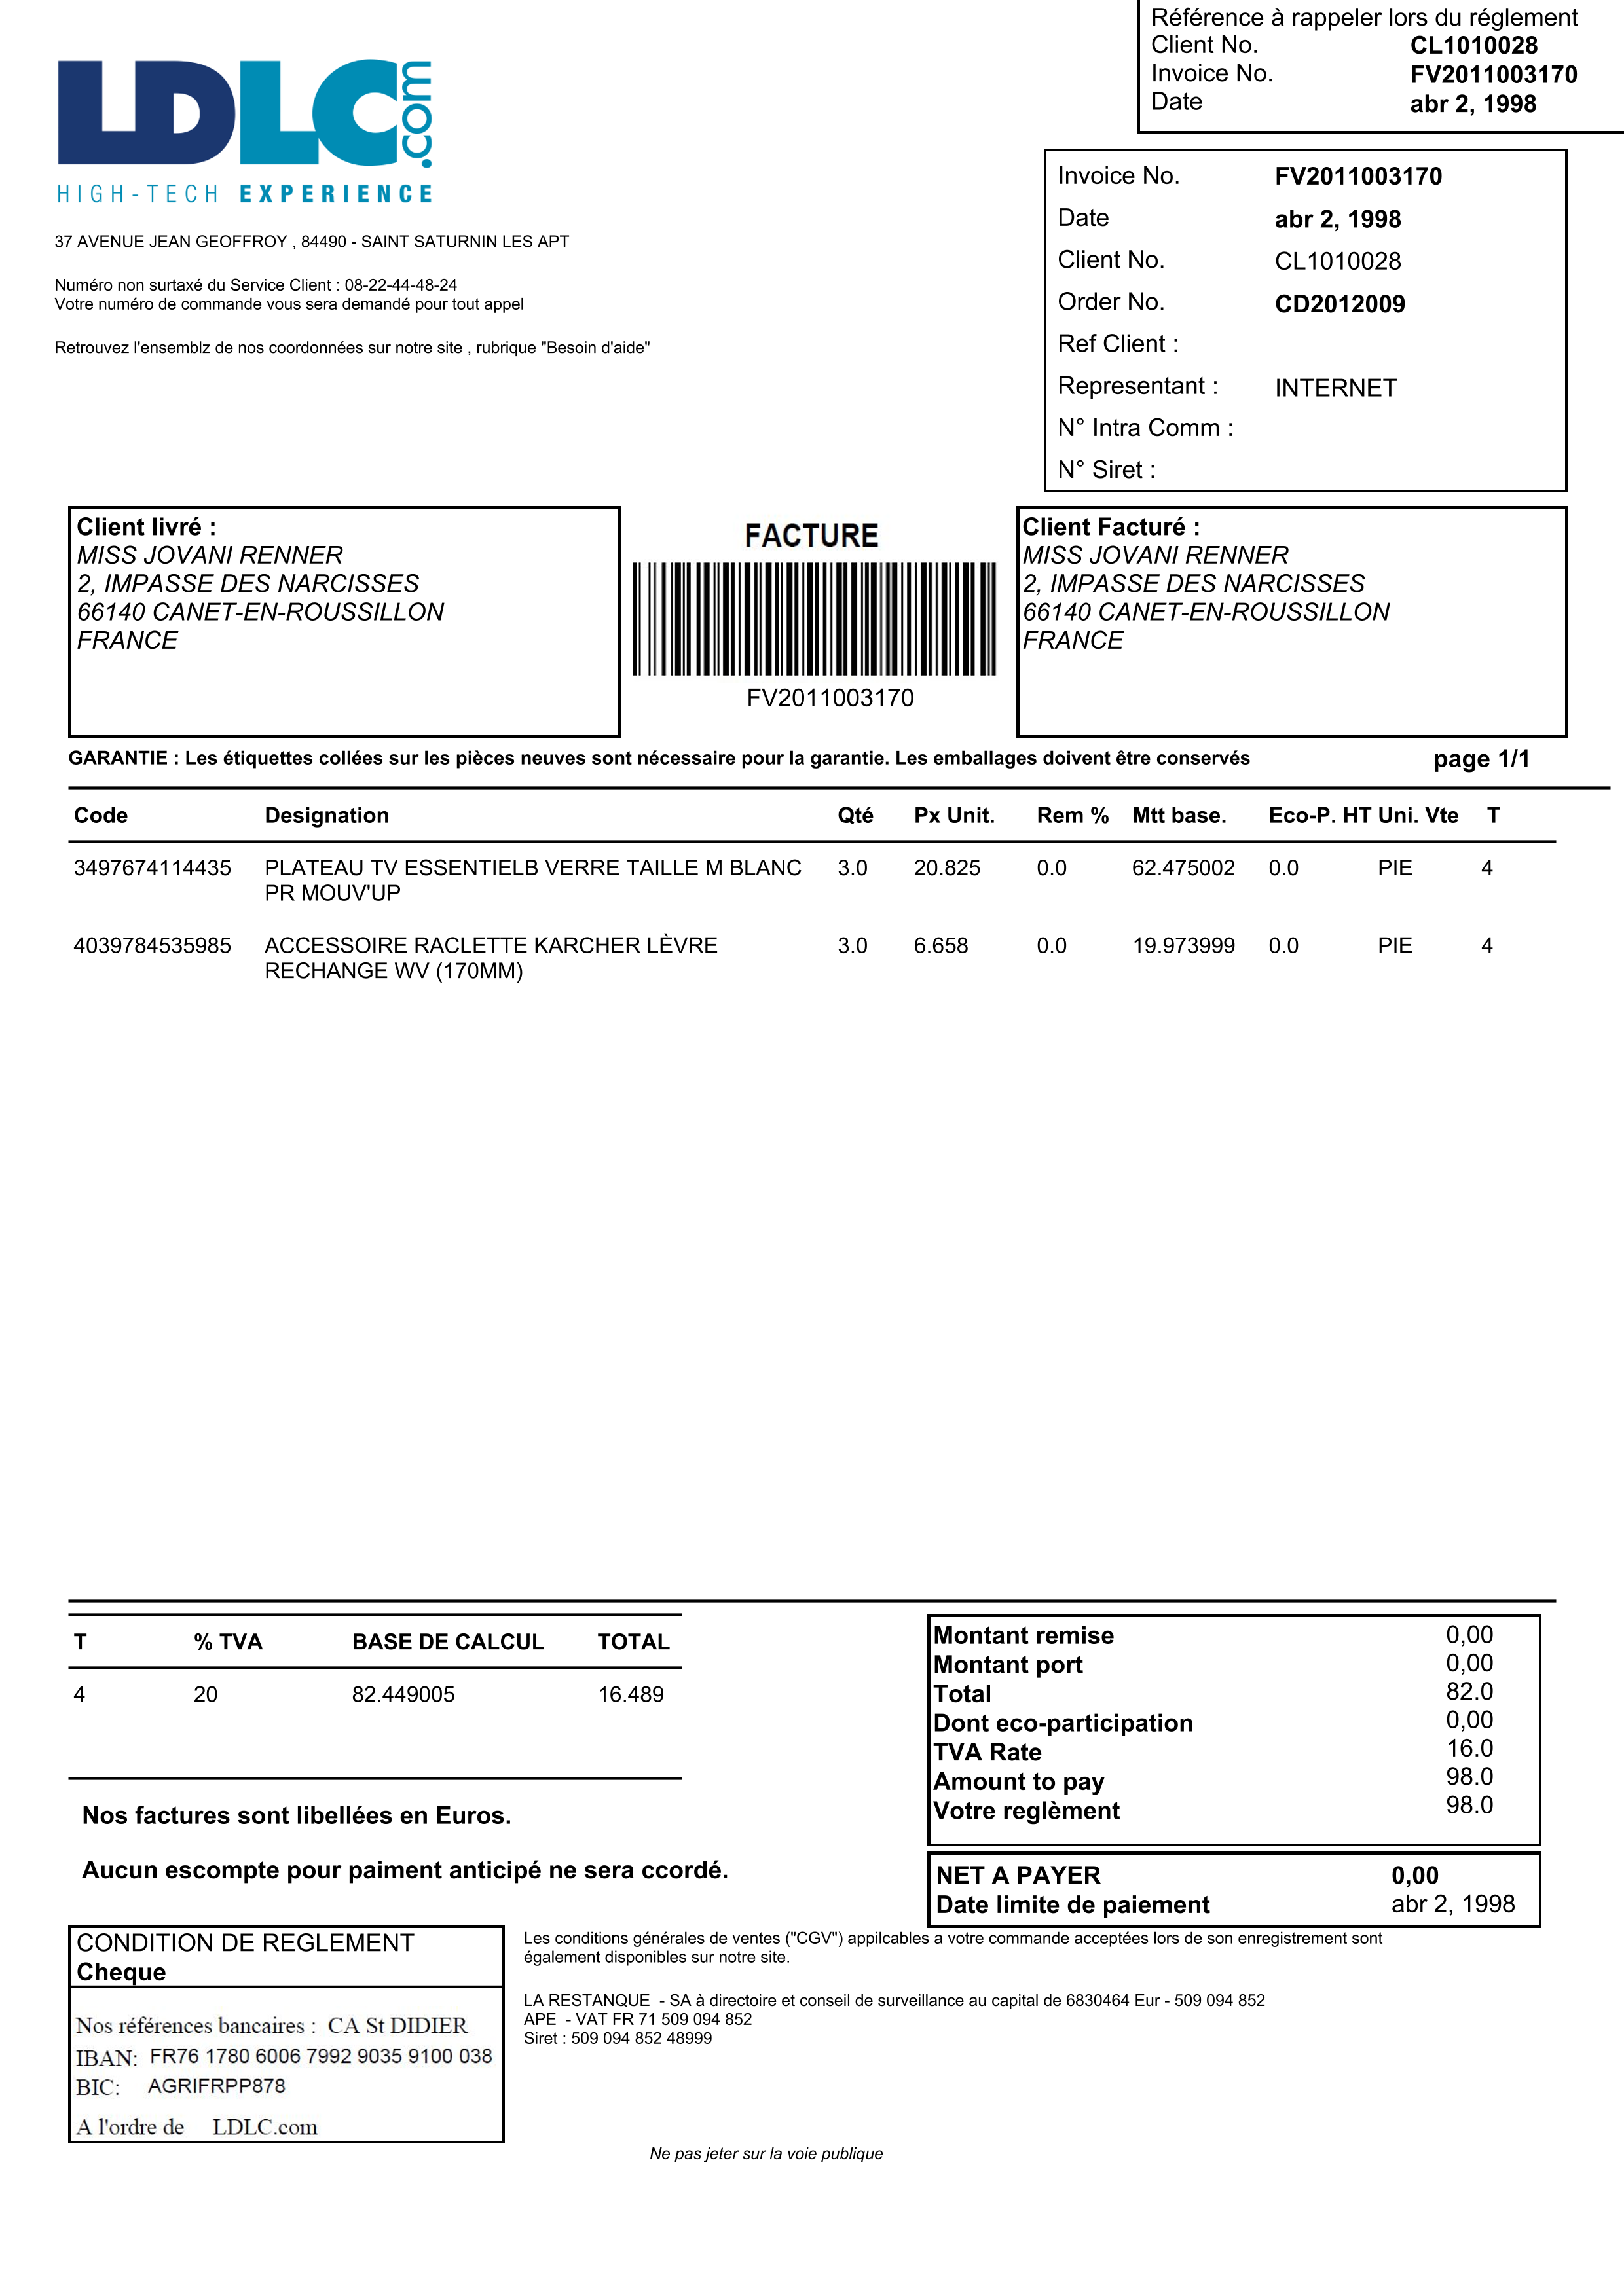 Référence à rappeler lors du réglement
Client No. CL1010028
Invoice No. FV2011003170
Date abr 2, 1998
LDLC.com
HIGH-TECH EXPERIENCE
37 AVENUE JEAN GEOFFROY , 84490 - SAINT SATURNIN LES APT
Numéro non surtaxé du Service Client : 08-22-44-48-24
Votre numéro de commande vous sera demandé pour tout appel
Retrouvez l'ensemblz de nos coordonnées sur notre site , rubrique "Besoin d'aide"
Invoice No. FV2011003170
Date abr 2, 1998
Client No. CL1010028
Order No. CD2012009
Ref Client :
Representant : INTERNET
N° Intra Comm :
N° Siret :
Client livré :
MISS JOVANI RENNER
2, IMPASSE DES NARCISSES
66140 CANET-EN-ROUSSILLON
FRANCE
FACTURE
FV2011003170
Client Facturé :
MISS JOVANI RENNER
2, IMPASSE DES NARCISSES
66140 CANET-EN-ROUSSILLON
FRANCE
GARANTIE : Les étiquettes collées sur les pièces neuves sont nécessaire pour la garantie. Les emballages doivent être conservés page 1/1
Code Designation Qté Px Unit. Rem % Mtt base. Eco-P. HT Uni. Vte T
3497674114435 PLATEAU TV ESSENTIELB VERRE TAILLE M BLANC 3.0 20.825 0.0 62.475002 0.0 PIE 4
PR MOUV'UP
4039784535985 ACCESSOIRE RACLETTE KARCHER LÈVRE 3.0 6.658 0.0 19.973999 0.0 PIE 4
RECHANGE WV (170MM)
T % TVA BASE DE CALCUL TOTAL
4 20 82.449005 16.489
Nos factures sont libellées en Euros.
Aucun escompte pour paiment anticipé ne sera ccordé.
Montant remise 0,00
Montant port 0,00
Total 82.0
Dont eco-participation 0,00
TVA Rate 16.0
Amount to pay 98.0
Votre reglèment 98.0
NET A PAYER 0,00
Date limite de paiement abr 2, 1998
CONDITION DE REGLEMENT
Cheque
Nos références bancaires : CA St DIDIER
IBAN: FR76 1780 6006 7992 9035 9100 038
BIC: AGRIFRPP878
A l'ordre de LDLC.com
Les conditions générales de ventes ("CGV") appilcables a votre commande acceptées lors de son enregistrement sont
également disponibles sur notre site.
LA RESTANQUE - SA à directoire et conseil de surveillance au capital de 6830464 Eur - 509 094 852
APE - VAT FR 71 509 094 852
Siret : 509 094 852 48999
Ne pas jeter sur la voie publique